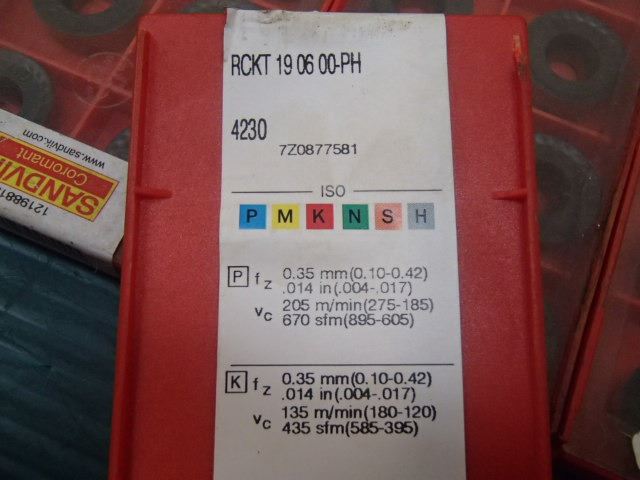 RCKT 19 06 00-PH
4230
7Z0877581
ISO
P M K N S H
P fz 0.35 mm(0.10-0.42)
.014 in(.004-.017)
vc 205 m/min(275-185)
670 sfm(895-605)
K fz 0.35 mm(0.10-0.42)
.014 in(.004-.017)
vc 135 m/min(180-120)
435 sfm(585-395)
www.sandvik.com
Coromant